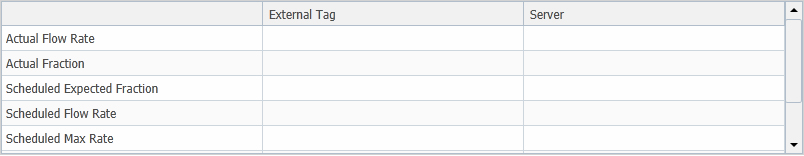 External Tag Server
Actual Flow Rate
Actual Fraction
Scheduled Expected Fraction
Scheduled Flow Rate
Scheduled Max Rate